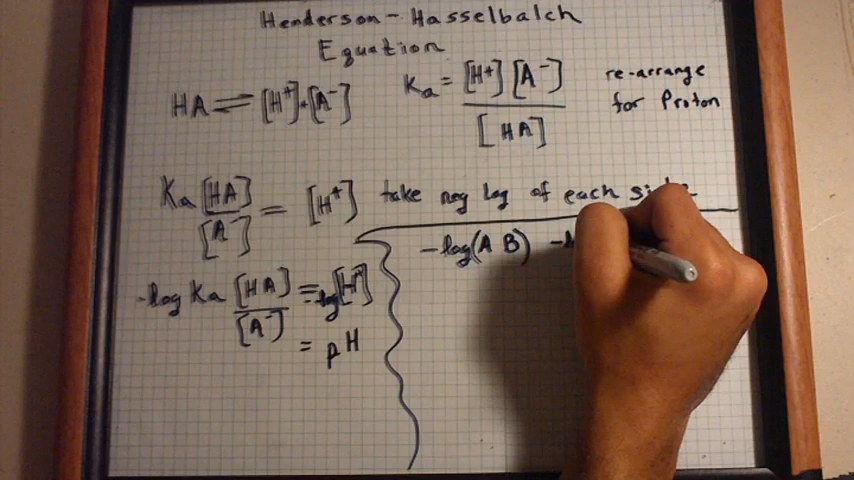 Henderson-Hasselbalch
Equation
HA ⇌ [H⁺]·[A⁻]
Ka = [H⁺][A⁻] / [HA]
re-arrange
for Proton
Ka [HA]/[A⁻] = [H⁺] take neg log of each side
-log(A B) -l
-log Ka [HA]/[A⁻] = -log[H⁺]
= pH